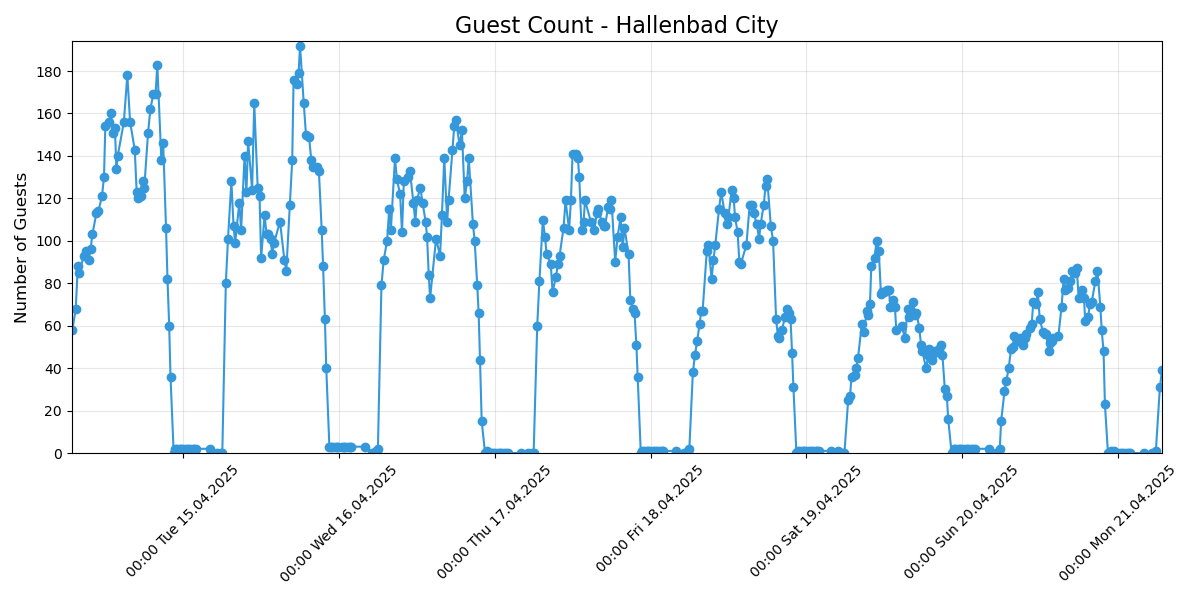 Guest Count - Hallenbad City
Number of Guests
180
160
140
120
100
80
60
40
20
0
00:00 Tue 15.04.2025
00:00 Wed 16.04.2025
00:00 Thu 17.04.2025
00:00 Fri 18.04.2025
00:00 Sat 19.04.2025
00:00 Sun 20.04.2025
00:00 Mon 21.04.2025